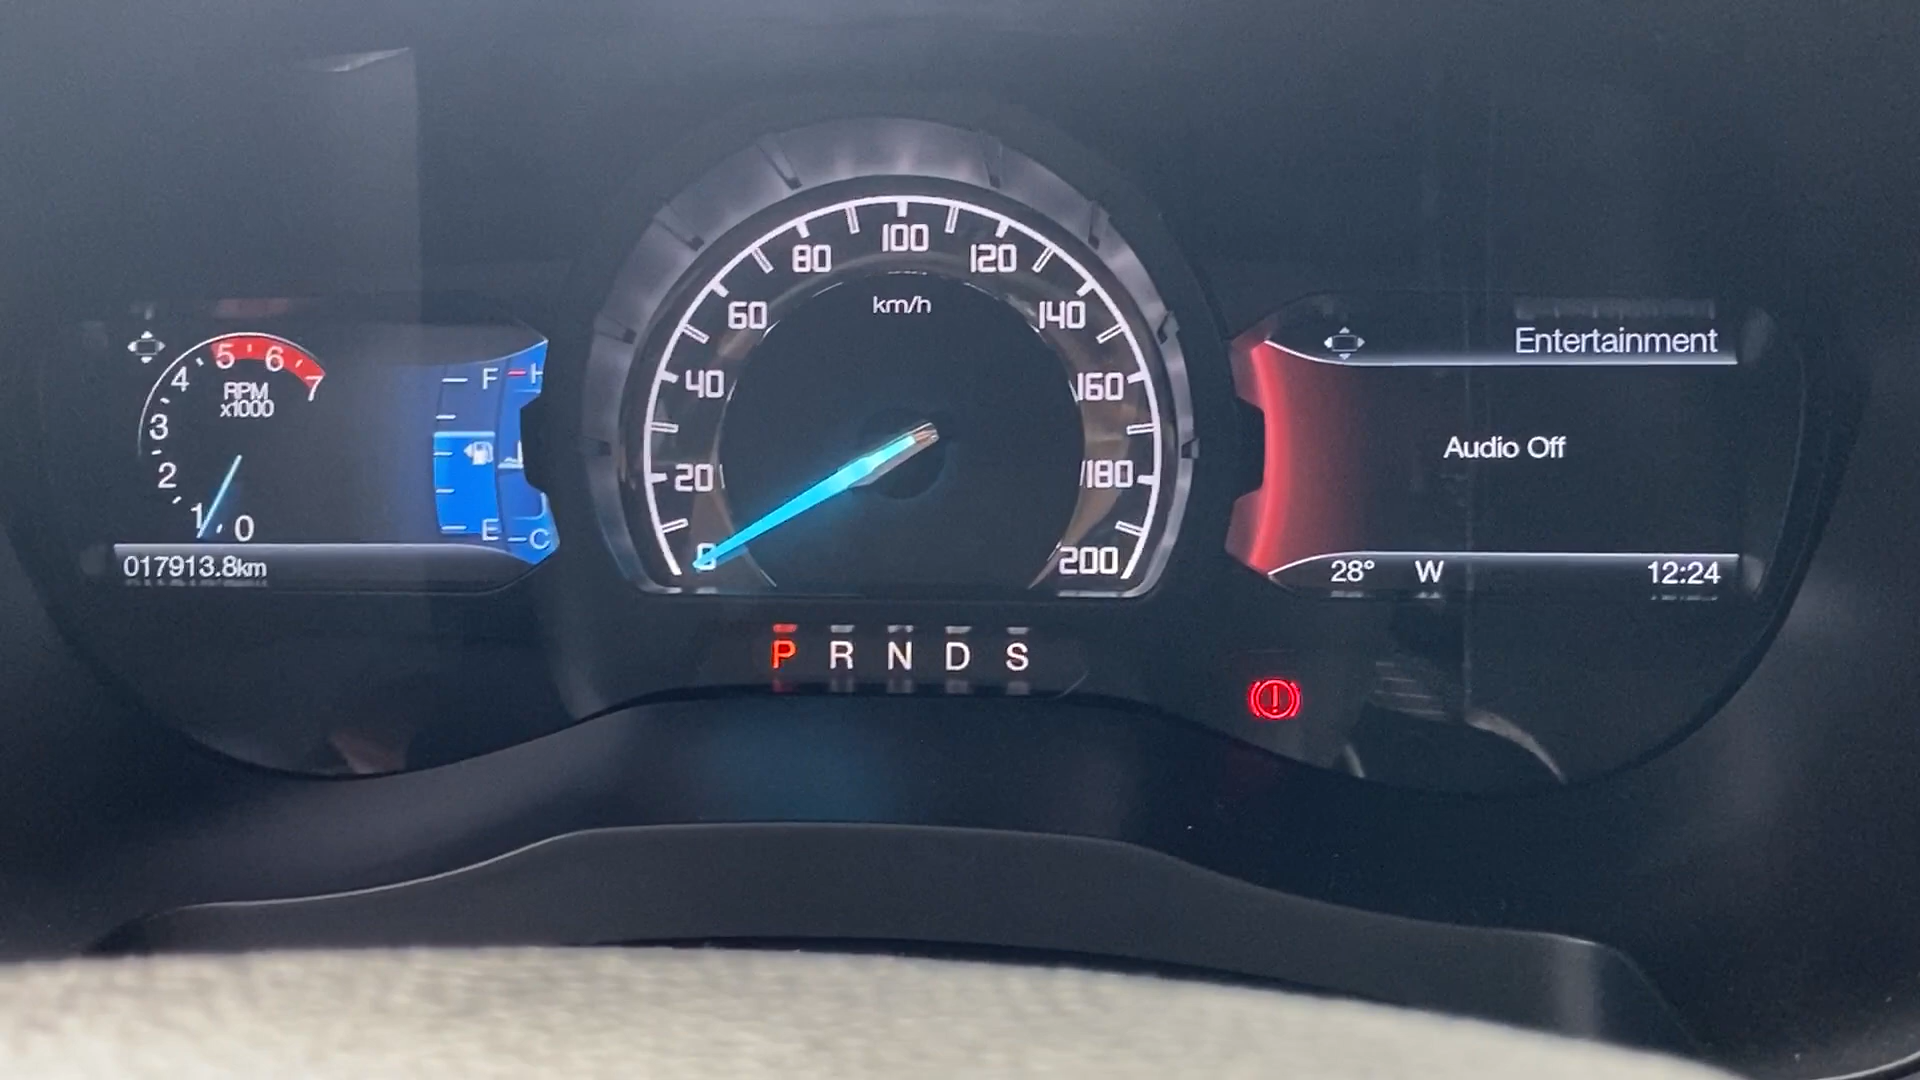 5 6
4 7
RPM
x1000
3
2
1 0
F H
E C
017913.8km
0 20 40 60 80 100 120 140 160 180 200
km/h
P R N D S
Entertainment
Audio Off
28° W 12:24